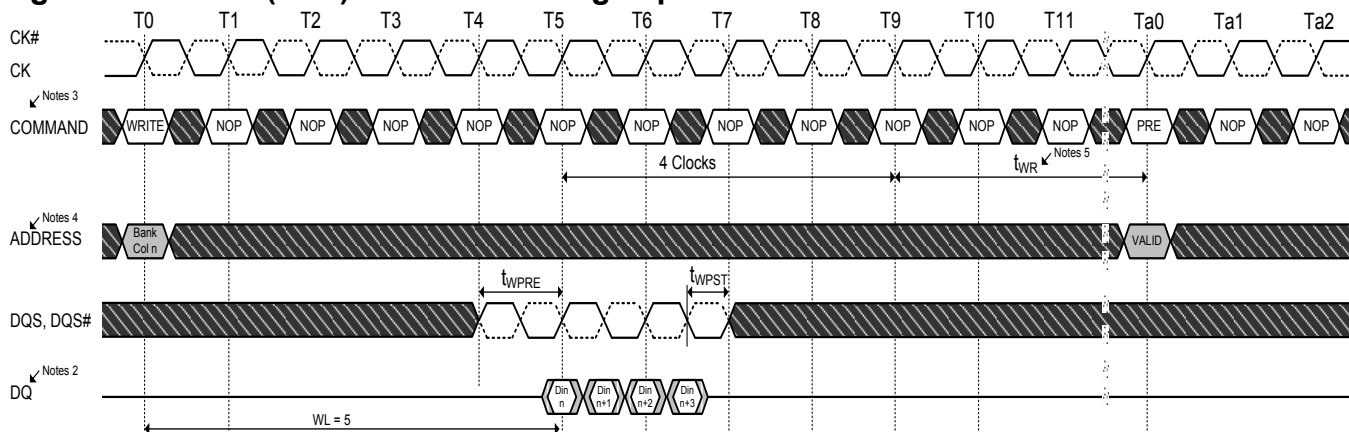 T0 T1 T2 T3 T4 T5 T6 T7 T8 T9 T10 T11 Ta0 Ta1 Ta2
CK#
CK
Notes 3
COMMAND WRITE NOP NOP NOP NOP NOP NOP NOP NOP NOP NOP NOP PRE NOP NOP
4 Clocks tWR Notes 5
Notes 4
ADDRESS Bank Col n VALID
tWPRE tWPST
DQS, DQS#
Notes 2
DQ Din n Din n+1 Din n+2 Din n+3
WL = 5